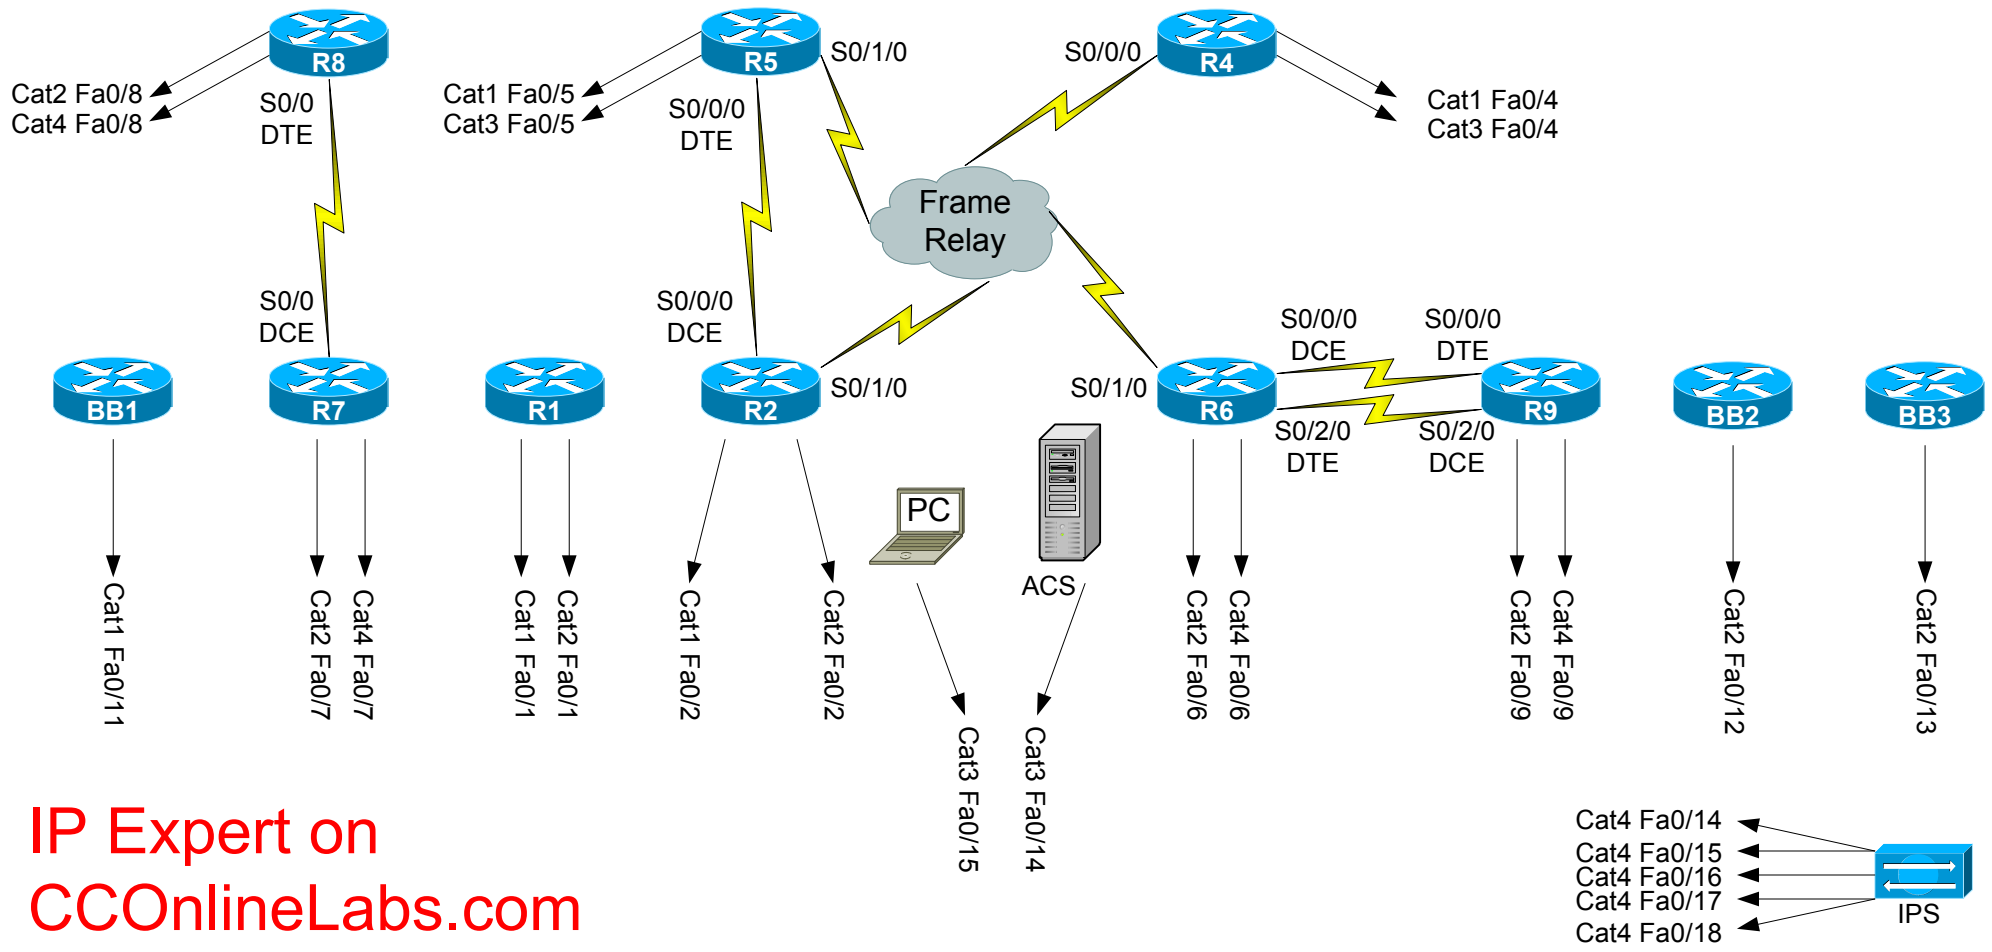 R8
Cat2 Fa0/8
Cat4 Fa0/8
S0/0
DTE
R5
S0/1/0
Cat1 Fa0/5
Cat3 Fa0/5
S0/0/0
DTE
S0/0/0
R4
Cat1 Fa0/4
Cat3 Fa0/4
Frame
Relay
S0/0
DCE
S0/0/0
DCE
S0/0/0
DCE
S0/0/0
DTE
BB1
R7
R1
R2
S0/1/0
S0/1/0
R6
R9
BB2
BB3
S0/2/0
DTE
S0/2/0
DCE
PC
ACS
Cat1 Fa0/11
Cat2 Fa0/7
Cat4 Fa0/7
Cat1 Fa0/1
Cat2 Fa0/1
Cat1 Fa0/2
Cat2 Fa0/2
Cat3 Fa0/15
Cat3 Fa0/14
Cat2 Fa0/6
Cat4 Fa0/6
Cat2 Fa0/9
Cat4 Fa0/9
Cat2 Fa0/12
Cat2 Fa0/13
IP Expert on
CCOnlineLabs.com
Cat4 Fa0/14
Cat4 Fa0/15
Cat4 Fa0/16
Cat4 Fa0/17
Cat4 Fa0/18
IPS